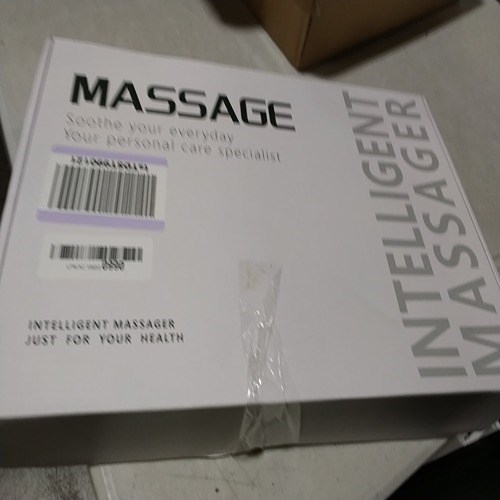 MASSAGE
Soothe your everyday
Your personal care specialist
INTELLIGENT MASSAGER
JUST FOR YOUR HEALTH
INTELLIGENT
MASSAGER